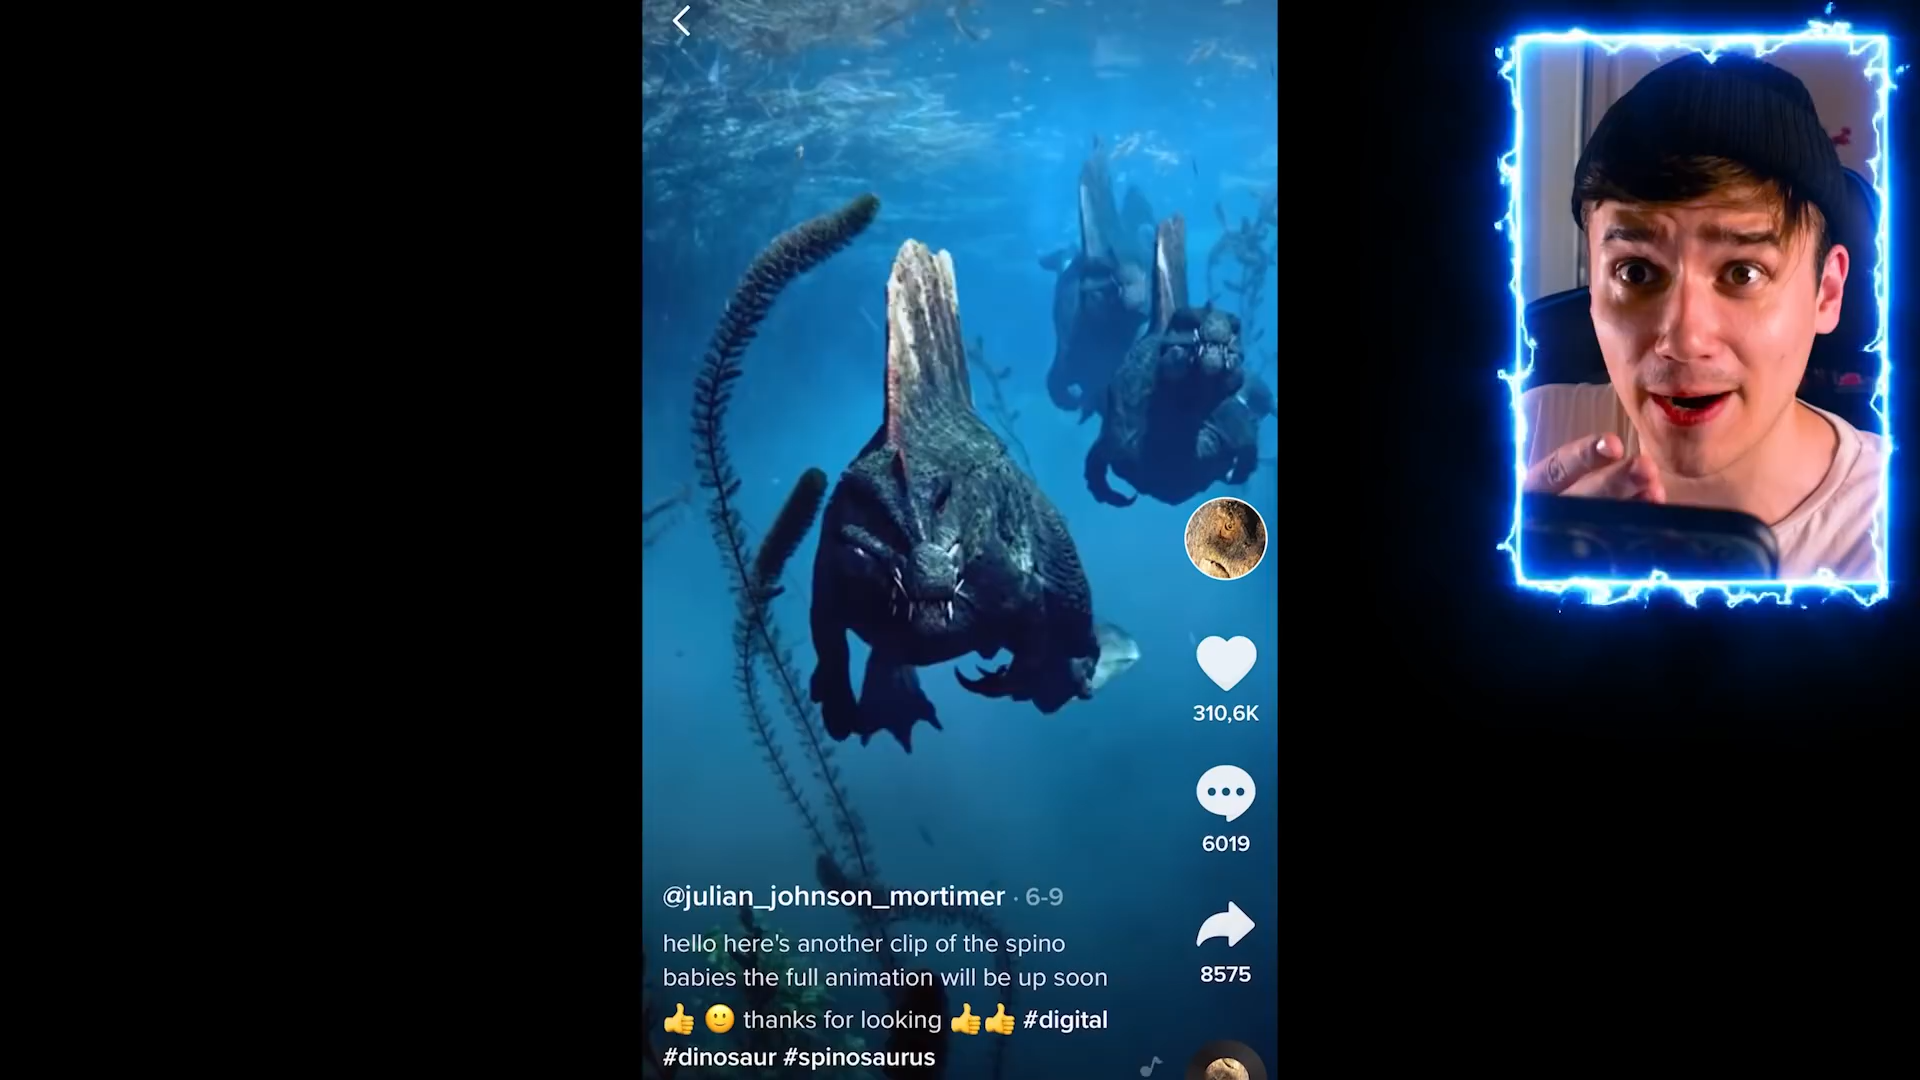 310,6K
6019
8575
@julian_johnson_mortimer · 6-9
hello here's another clip of the spino
babies the full animation will be up soon
👍 🙂 thanks for looking 👍👍 #digital
#dinosaur #spinosaurus